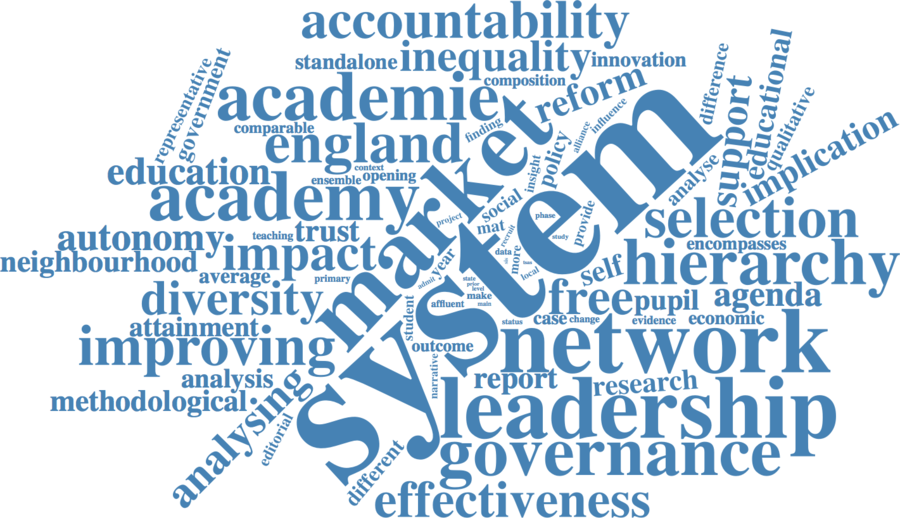 accountability
standalone
inequality
innovation
composition
representative
government
academie
reform
difference
educational
comparable
finding
influence
alliance
england
market
policy
support
qualitative
implication
education
context
ensemble
opening
insight
analyse
academy
system
social
provide
project
phase
selection
autonomy
teaching
trust
mat
recruit
study
encompasses
neighbourhood
impact
year
data
more
hierarchy
average
primary
admit
state
prior
level
local
self
diversity
affluent
make
main
free
pupil
agenda
attainment
student
status
case
change
evidence
economic
improving
outcome
network
analysis
narrative
report
research
methodological
analysing
leadership
editorial
different
governance
effectiveness